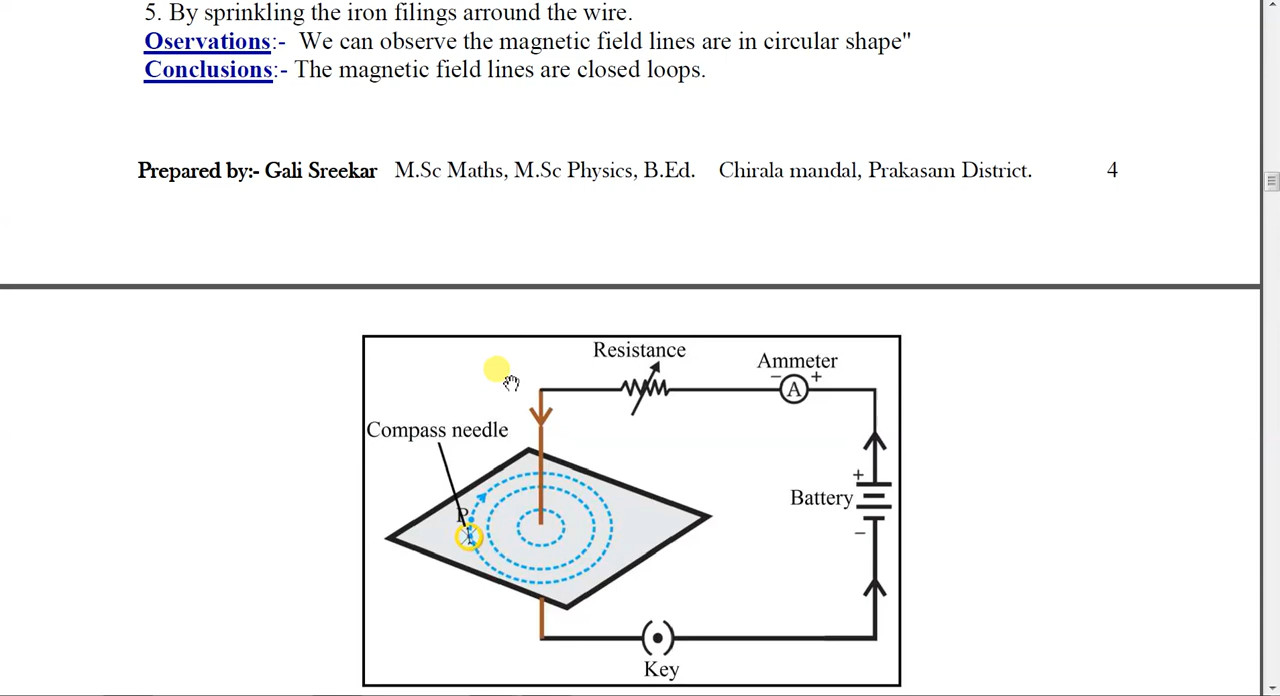 5. By sprinkling the iron filings arround the wire.
Oservations:- We can observe the magnetic field lines are in circular shape"
Conclusions:- The magnetic field lines are closed loops.
Prepared by:- Gali Sreekar M.Sc Maths, M.Sc Physics, B.Ed. Chirala mandal, Prakasam District. 4
Resistance
Ammeter
− +
A
Compass needle
P
+
Battery
−
Key